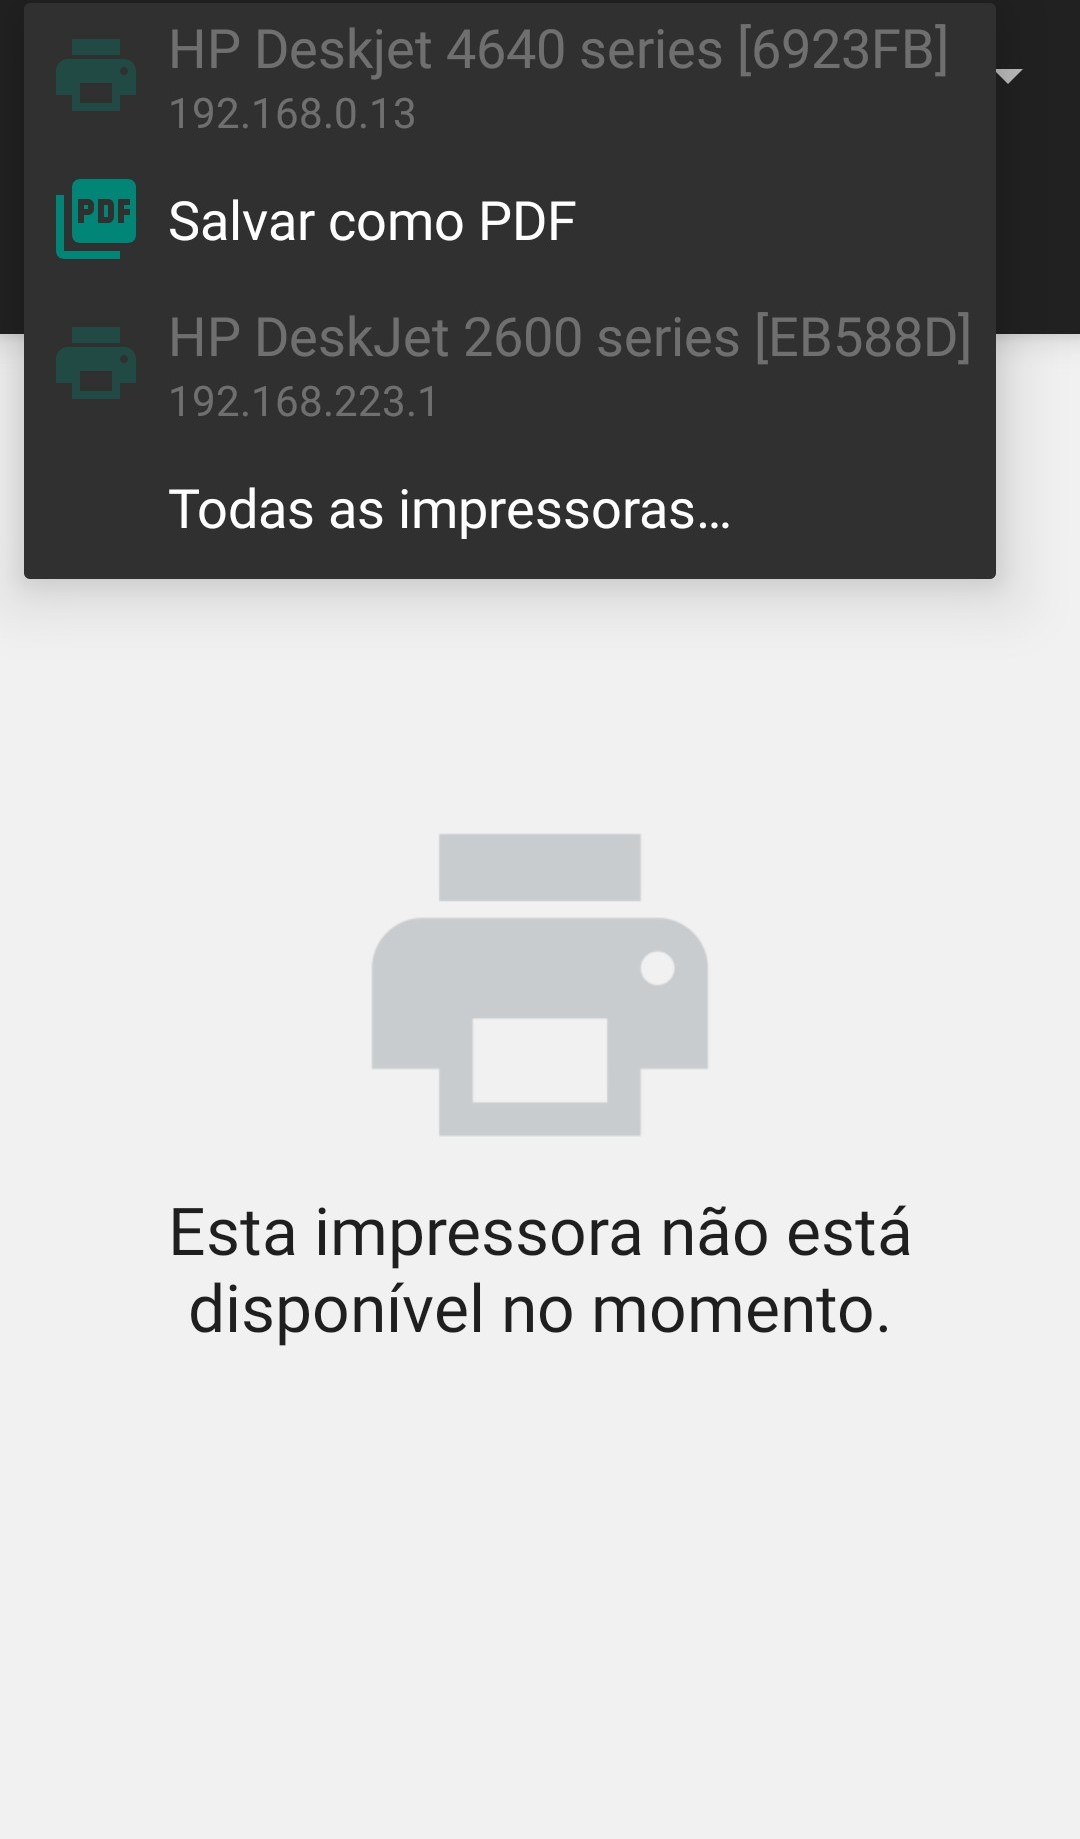 HP Deskjet 4640 series [6923FB]
192.168.0.13
PDF
Salvar como PDF
HP DeskJet 2600 series [EB588D]
192.168.223.1
Todas as impressoras…
Esta impressora não está
disponível no momento.